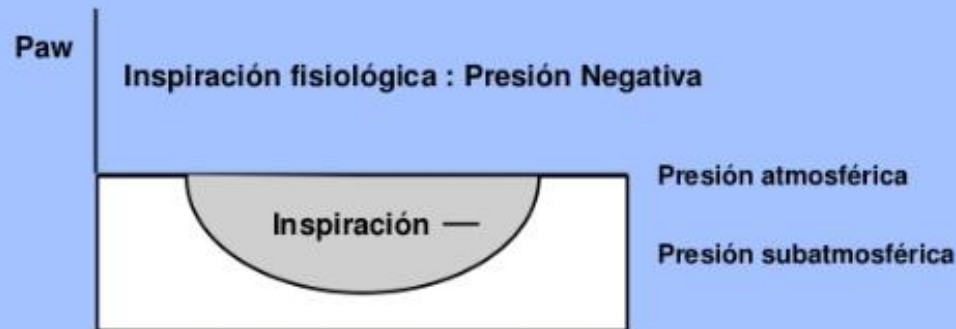 Paw
Inspiración fisiológica : Presión Negativa
Presión atmosférica
Inspiración —
Presión subatmosférica